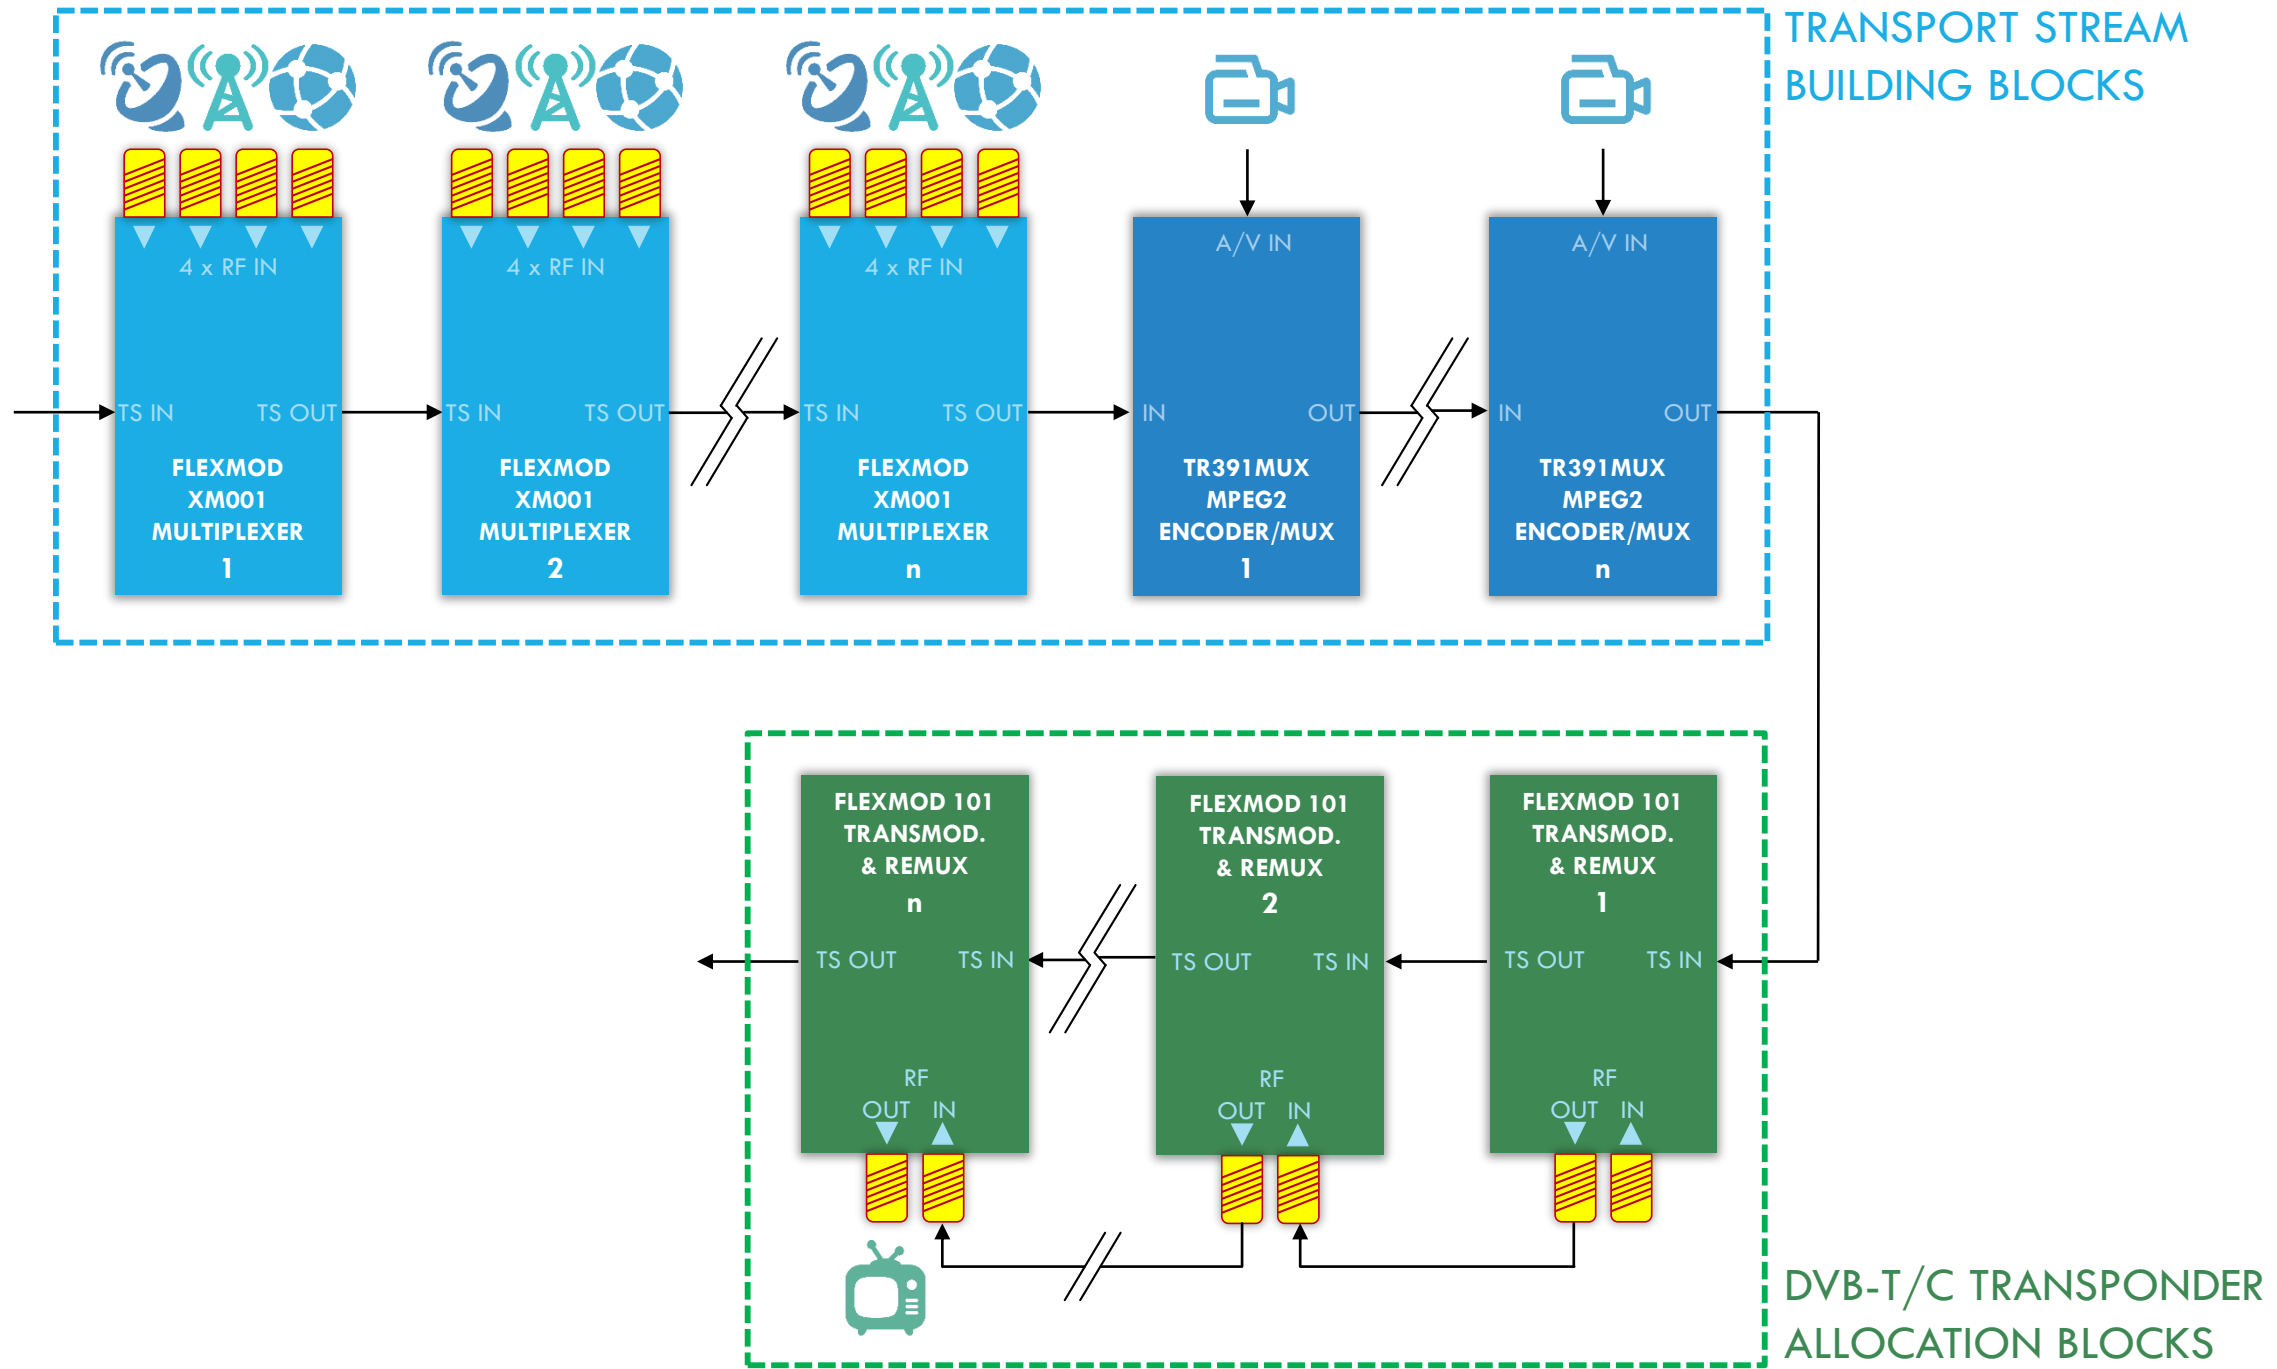 TRANSPORT STREAM
BUILDING BLOCKS
4 x RF IN
TS IN TS OUT
FLEXMOD
XM001
MULTIPLEXER
1
4 x RF IN
TS IN TS OUT
FLEXMOD
XM001
MULTIPLEXER
2
4 x RF IN
TS IN TS OUT
FLEXMOD
XM001
MULTIPLEXER
n
A/V IN
IN OUT
TR391MUX
MPEG2
ENCODER/MUX
1
A/V IN
IN OUT
TR391MUX
MPEG2
ENCODER/MUX
n
FLEXMOD 101
TRANSMOD.
& REMUX
n
TS OUT TS IN
RF
OUT IN
FLEXMOD 101
TRANSMOD.
& REMUX
2
TS OUT TS IN
RF
OUT IN
FLEXMOD 101
TRANSMOD.
& REMUX
1
TS OUT TS IN
RF
OUT IN
DVB-T/C TRANSPONDER
ALLOCATION BLOCKS